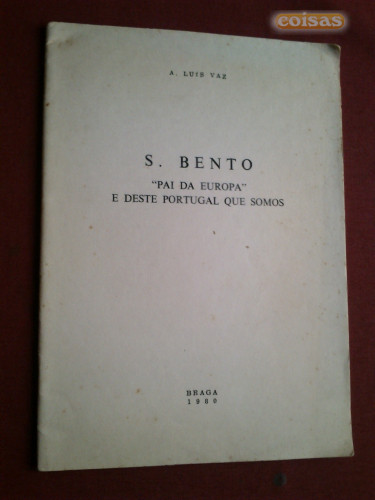 coisas
A. LUIS VAZ
S. BENTO
"PAI DA EUROPA"
E DESTE PORTUGAL QUE SOMOS
BRAGA
1980